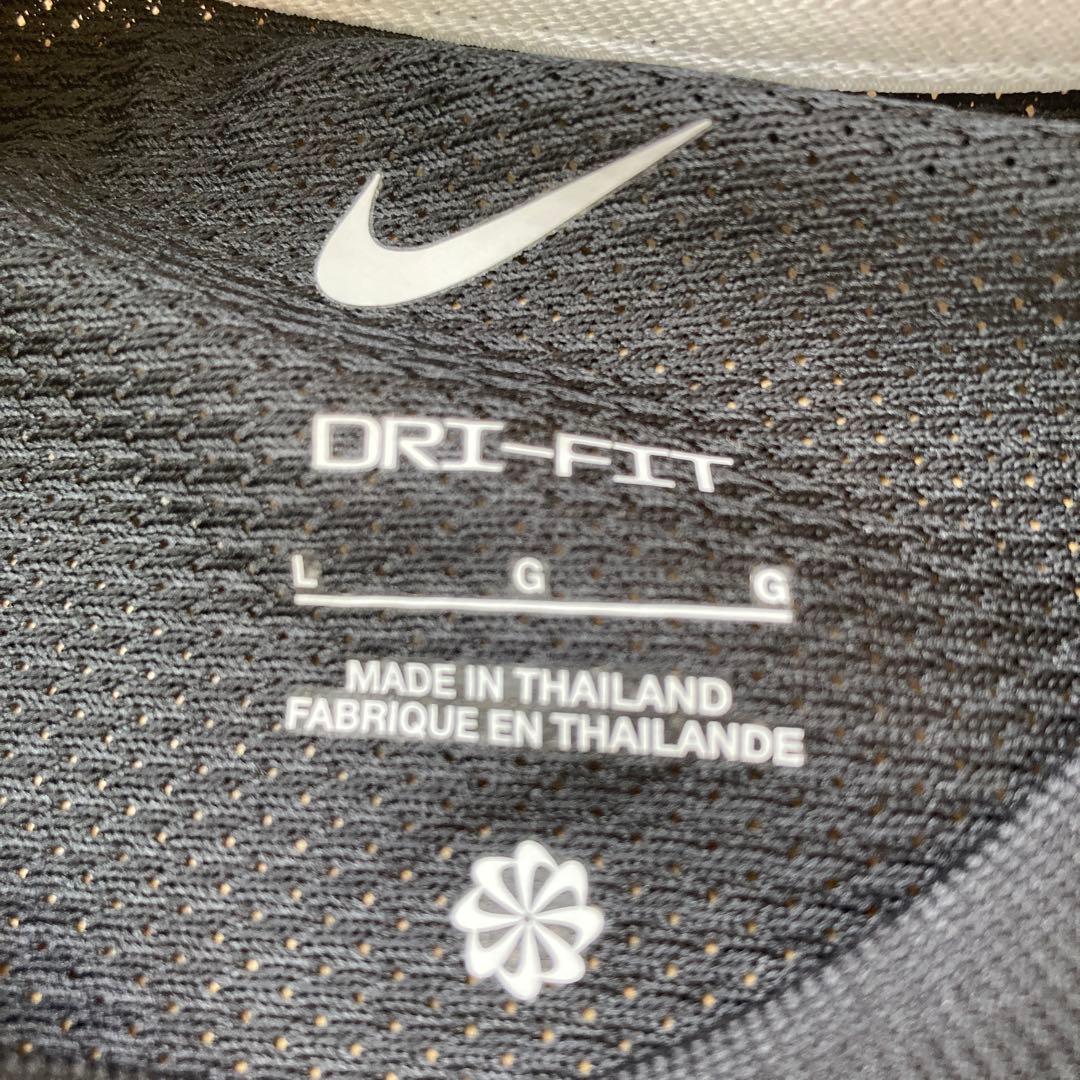 DRI-FIT
L G G
MADE IN THAILAND
FABRIQUE EN THAILANDE